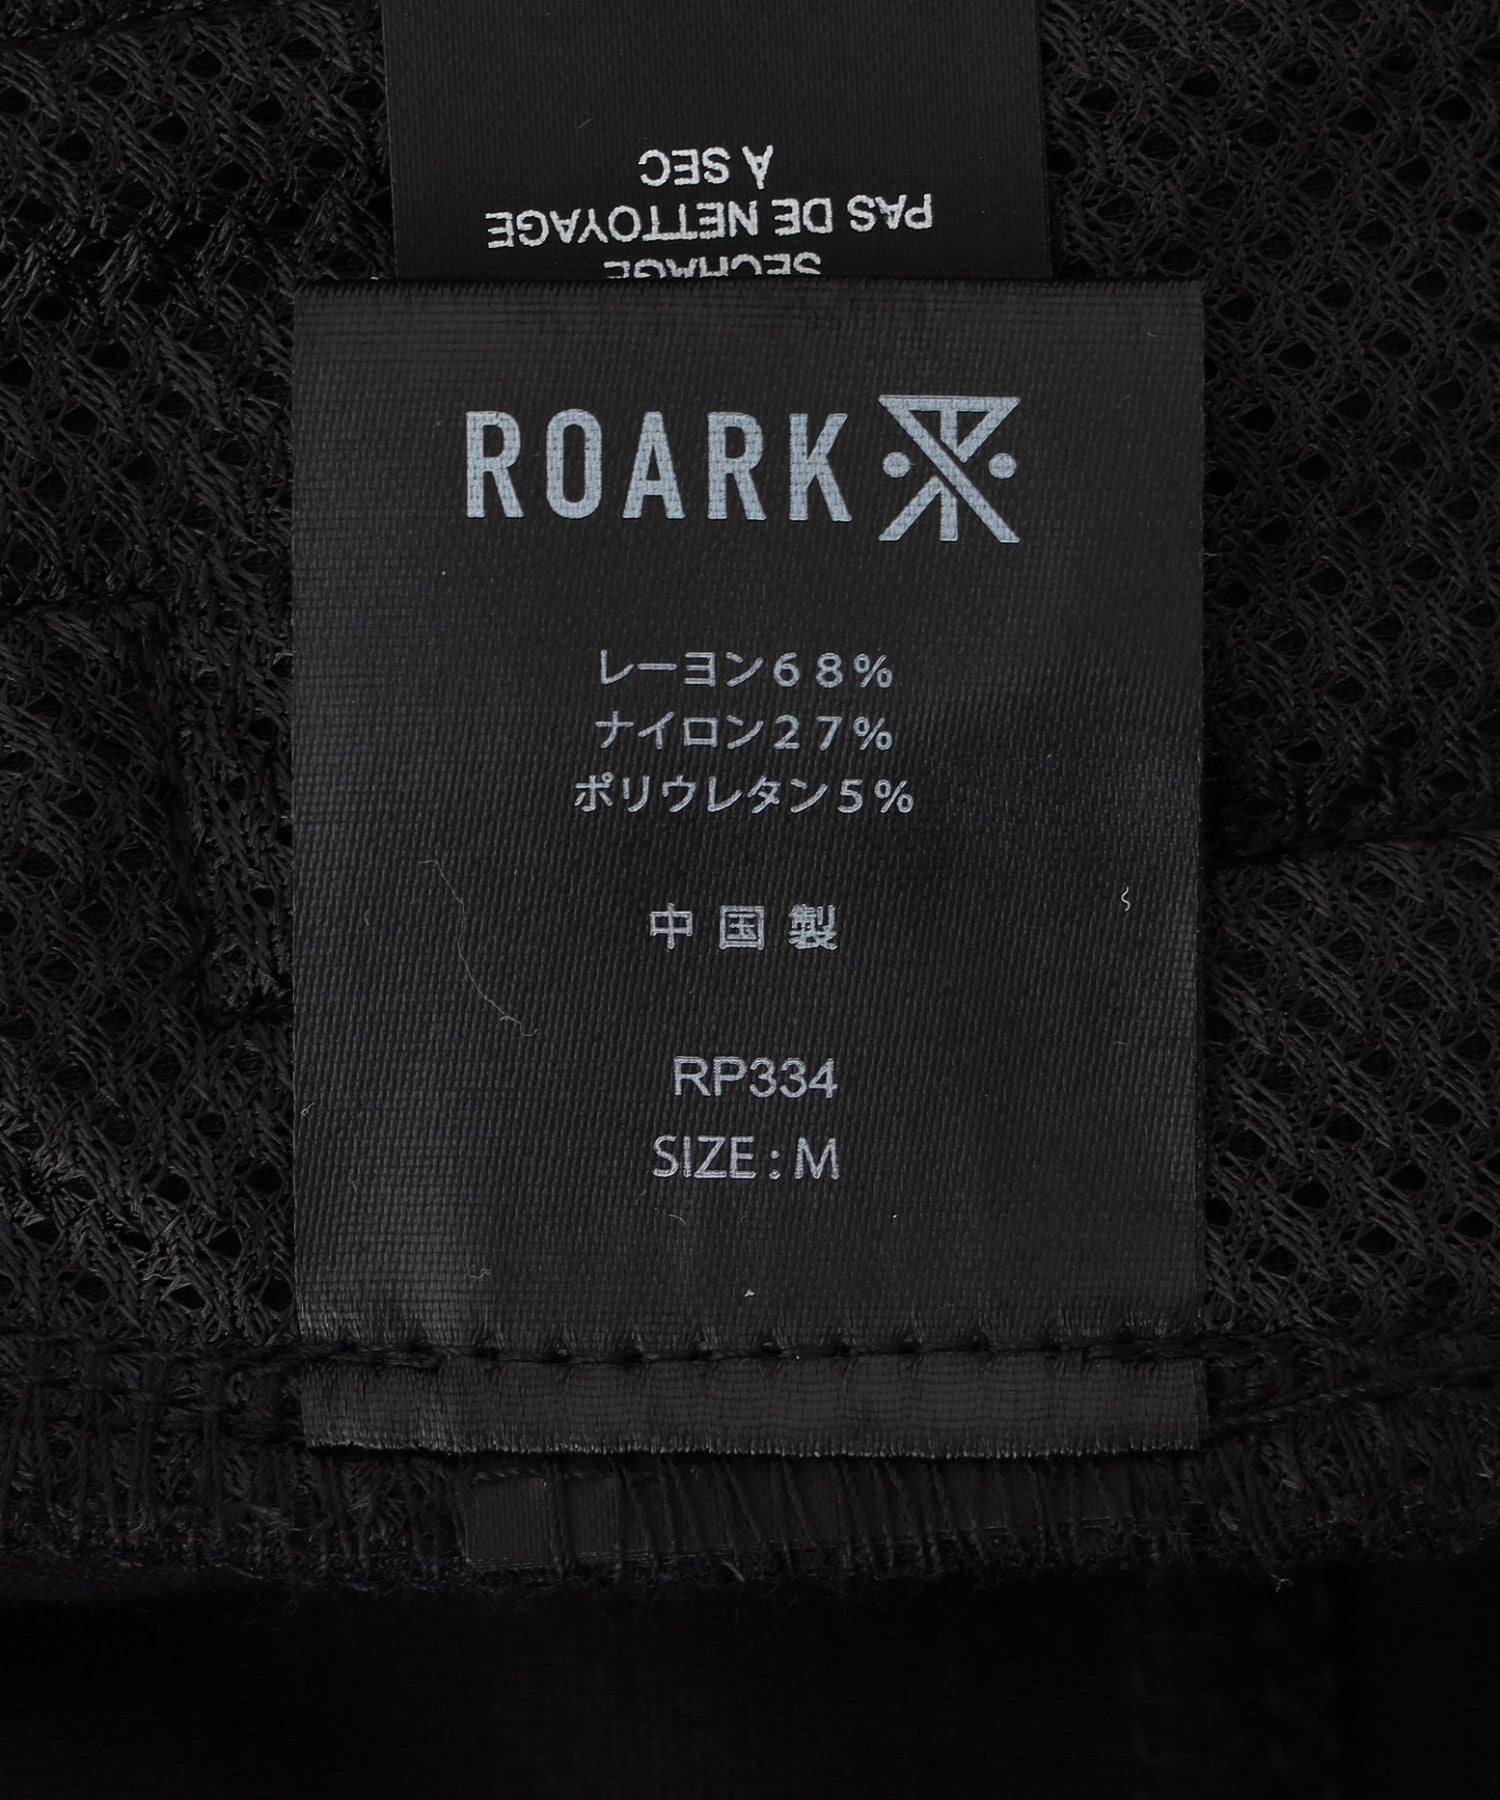 À SEC
PAS DE NETTOYAGE
SECHAGE
ROARK
レーヨン68%
ナイロン27%
ポリウレタン5%
中国製
RP334
SIZE : M